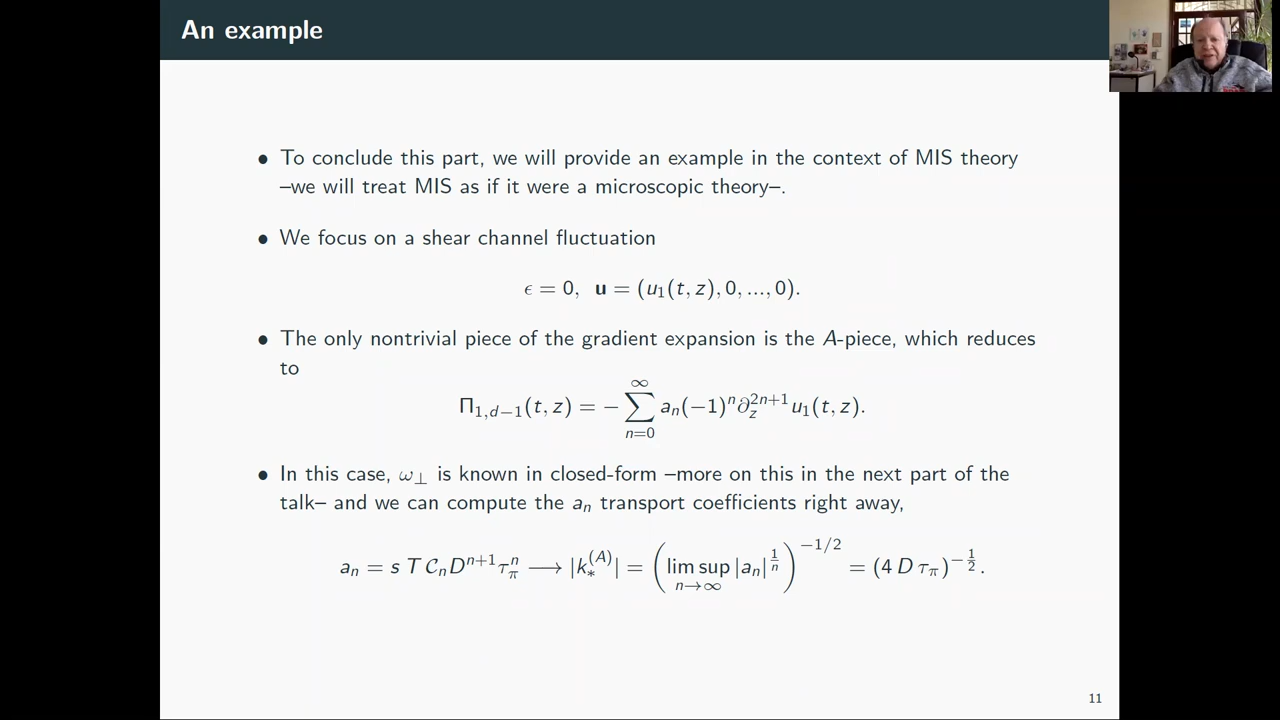 An example
• To conclude this part, we will provide an example in the context of MIS theory
–we will treat MIS as if it were a microscopic theory–.
• We focus on a shear channel fluctuation
ϵ = 0, u = (u₁(t, z), 0, ..., 0).
• The only nontrivial piece of the gradient expansion is the A-piece, which reduces
to
Π₁,d−1(t, z) = − ∑_{n=0}^{∞} aₙ(−1)ⁿ∂_z^{2n+1} u₁(t, z).
• In this case, ω⊥ is known in closed-form –more on this in the next part of the
talk– and we can compute the aₙ transport coefficients right away,
aₙ = s T 𝒞ₙ D^{n+1} τ_π^n ⟶ |k_*^{(A)}| = (lim sup_{n→∞} |aₙ|^{1/n})^{−1/2} = (4 D τ_π)^{−1/2}.
11